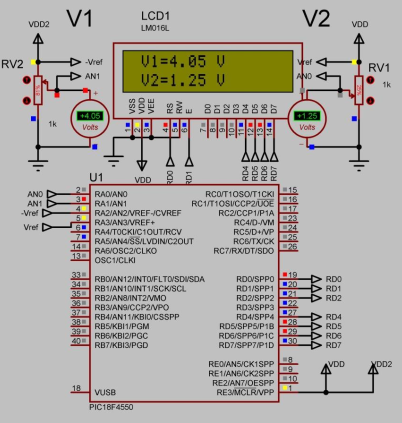 V1
LCD1
LM016L
V2
VDD2
VDD
RV2
-Vref
AN1
1k
+4.05
Volts
V1=4.05 V
V2=1.25 V
Vref
AN0
RV1
1k
+1.25
Volts
VSS
VDD
VEE
RS
RW
E
D0
D1
D2
D3
D4
D5
D6
D7
1
2
3
4
5
6
7
8
9
10
11
12
13
14
VDD
RD0
RD1
RD4
RD5
RD6
RD7
U1
AN0 2 RA0/AN0
AN1 3 RA1/AN1
-Vref 4 RA2/AN2/VREF-/CVREF
Vref 5 RA3/AN3/VREF+
6 RA4/T0CKI/C1OUT/RCV
7 RA5/AN4/SS/LVDIN/C2OUT
14 RA6/OSC2/CLKO
13 OSC1/CLKI
33 RB0/AN12/INT0/FLT0/SDI/SDA
34 RB1/AN10/INT1/SCK/SCL
35 RB2/AN8/INT2/VMO
36 RB3/AN9/CCP2/VPO
37 RB4/AN11/KBI0/CSSPP
38 RB5/KBI1/PGM
39 RB6/KBI2/PGC
40 RB7/KBI3/PGD
18 VUSB
RC0/T1OSO/T1CKI 15
RC1/T1OSI/CCP2/UOE 16
RC2/CCP1/P1A 17
RC4/D-/VM 23
RC5/D+/VP 24
RC6/TX/CK 25
RC7/RX/DT/SDO 26
RD0/SPP0 19 RD0
RD1/SPP1 20 RD1
RD2/SPP2 21 RD2
RD3/SPP3 22
RD4/SPP4 27 RD4
RD5/SPP5/P1B 28 RD5
RD6/SPP6/P1C 29 RD6
RD7/SPP7/P1D 30 RD7
RE0/AN5/CK1SPP 8
RE1/AN6/CK2SPP 9
RE2/AN7/OESPP 10
RE3/MCLR/VPP 1
VDD
VDD2
PIC18F4550